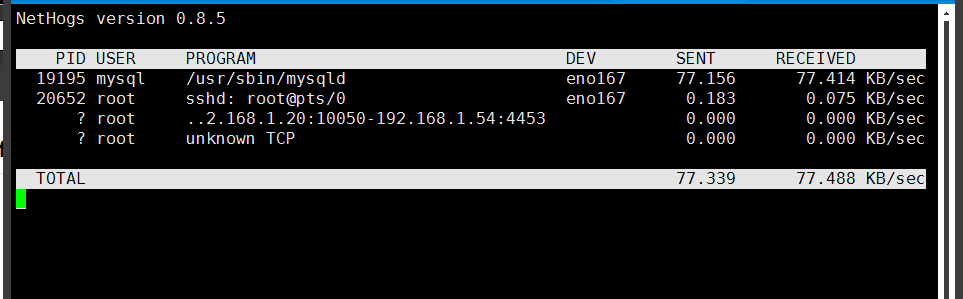 NetHogs version 0.8.5
PID USER PROGRAM DEV SENT RECEIVED
19195 mysql /usr/sbin/mysqld eno167 77.156 77.414 KB/sec
20652 root sshd: root@pts/0 eno167 0.183 0.075 KB/sec
? root ..2.168.1.20:10050-192.168.1.54:4453 0.000 0.000 KB/sec
? root unknown TCP 0.000 0.000 KB/sec
TOTAL 77.339 77.488 KB/sec